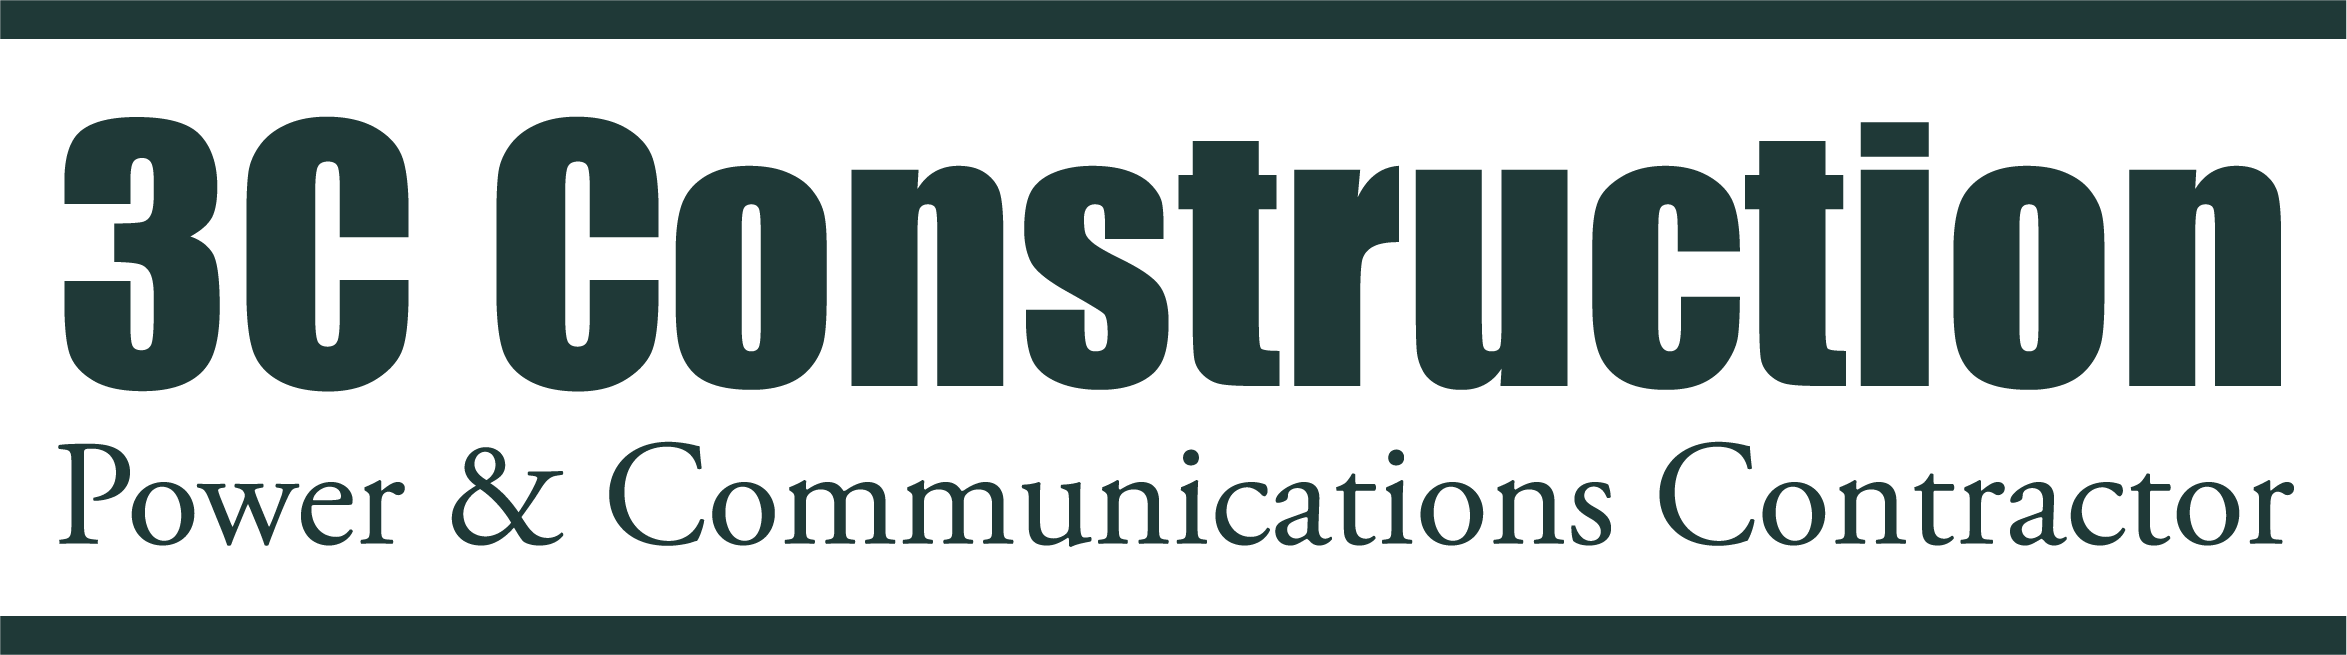 3C Construction
Power & Communications Contractor